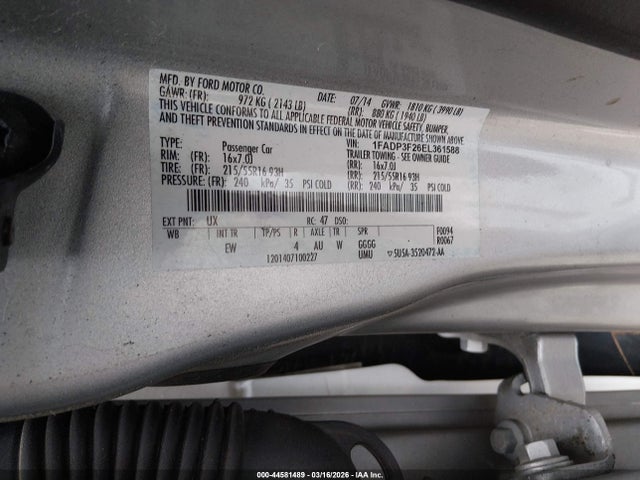 MFD. BY FORD MOTOR CO.
DATE: 07/14 GVWR: 1810 KG ( 3990 LB)
GAWR: (FR): 972 KG ( 2143 LB) (RR): 880 KG ( 1940 LB)
THIS VEHICLE CONFORMS TO ALL APPLICABLE FEDERAL MOTOR VEHICLE SAFETY, BUMPER,
AND THEFT PREVENTION STANDARDS IN EFFECT ON THE DATE OF MANUFACTURE SHOWN ABOVE.
VIN: 1FADP3F26EL361588
TYPE: Passenger Car TRAILER TOWING - SEE OWNER GUIDE
RIM: (FR): 16x7.0J (RR): 16x7.0J
TIRE: (FR): 215/55R16 93H (RR): 215/55R16 93H
PRESSURE: (FR): 240 kPa/ 35 PSI COLD (RR): 240 kPa/ 35 PSI COLD
EXT PNT: UX RC: 47 DSO: F0094
WB INT TR TP/PS R AXLE TR SPR R0067
EW 4 AU W GGGG
1201407100227 UMU 5U5A-3520472-AA
000-44581489 - 03/16/2026 - IAA Inc.